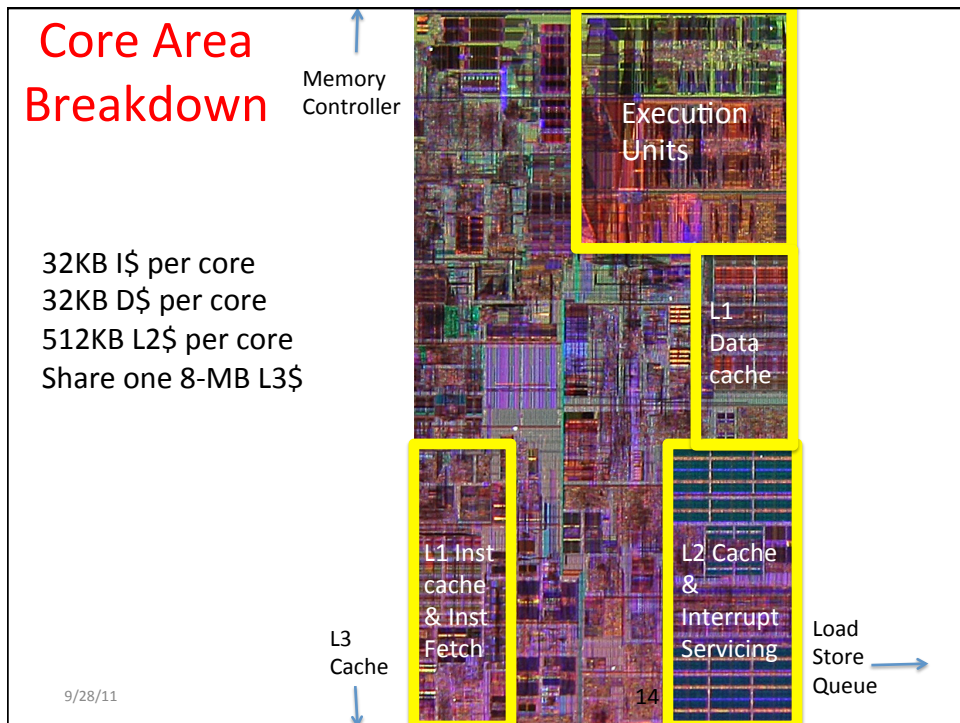 Core Area
Breakdown
Memory
Controller
Execution
Units
32KB I$ per core
32KB D$ per core
512KB L2$ per core
Share one 8-MB L3$
L1
Data
cache
L1 Inst
cache
& Inst
Fetch
L2 Cache
&
Interrupt
Servicing
L3
Cache
Load
Store
Queue
9/28/11
14